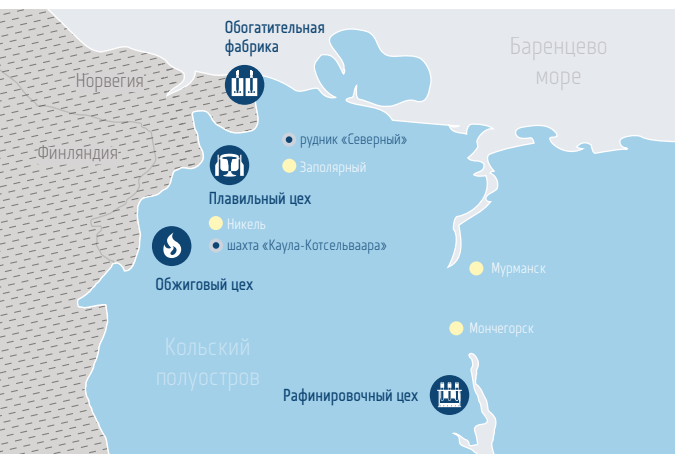 Обогатительная
фабрика
Баренцево
море
Норвегия
рудник «Северный»
Финляндия
Заполярный
Плавильный цех
Никель
шахта «Каула-Котсельваара»
Мурманск
Обжиговый цех
Мончегорск
Кольский
полуостров
Рафинировочный цех